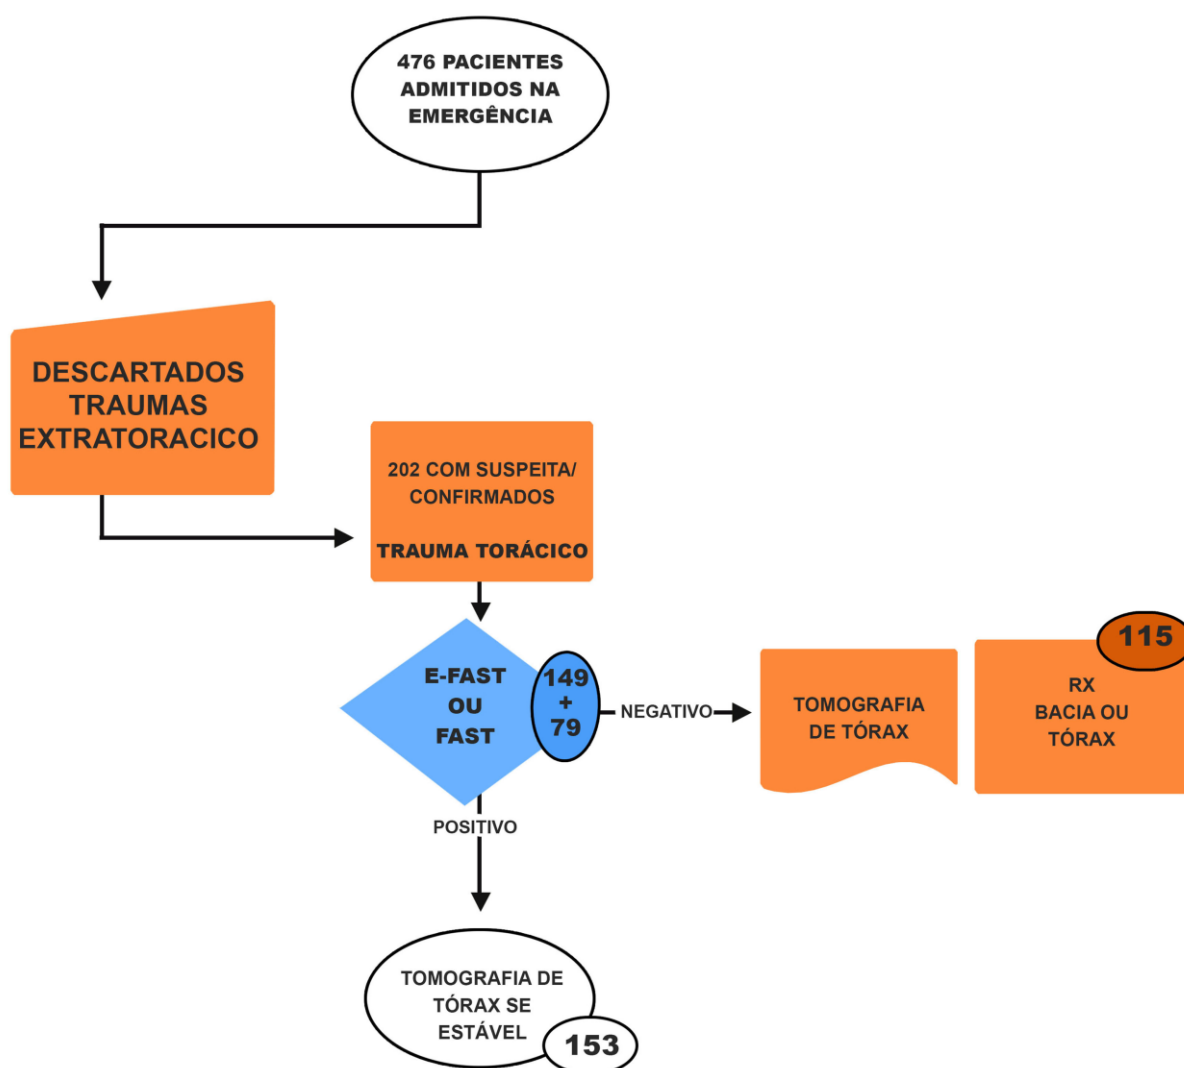 476 PACIENTES
ADMITIDOS NA
EMERGÊNCIA
DESCARTADOS
TRAUMAS
EXTRATORACICO
202 COM SUSPEITA/
CONFIRMADOS
TRAUMA TORÁCICO
E-FAST
OU
FAST
149
+
79
NEGATIVO
TOMOGRAFIA
DE TÓRAX
115
RX
BACIA OU
TÓRAX
POSITIVO
TOMOGRAFIA DE
TÓRAX SE
ESTÁVEL
153